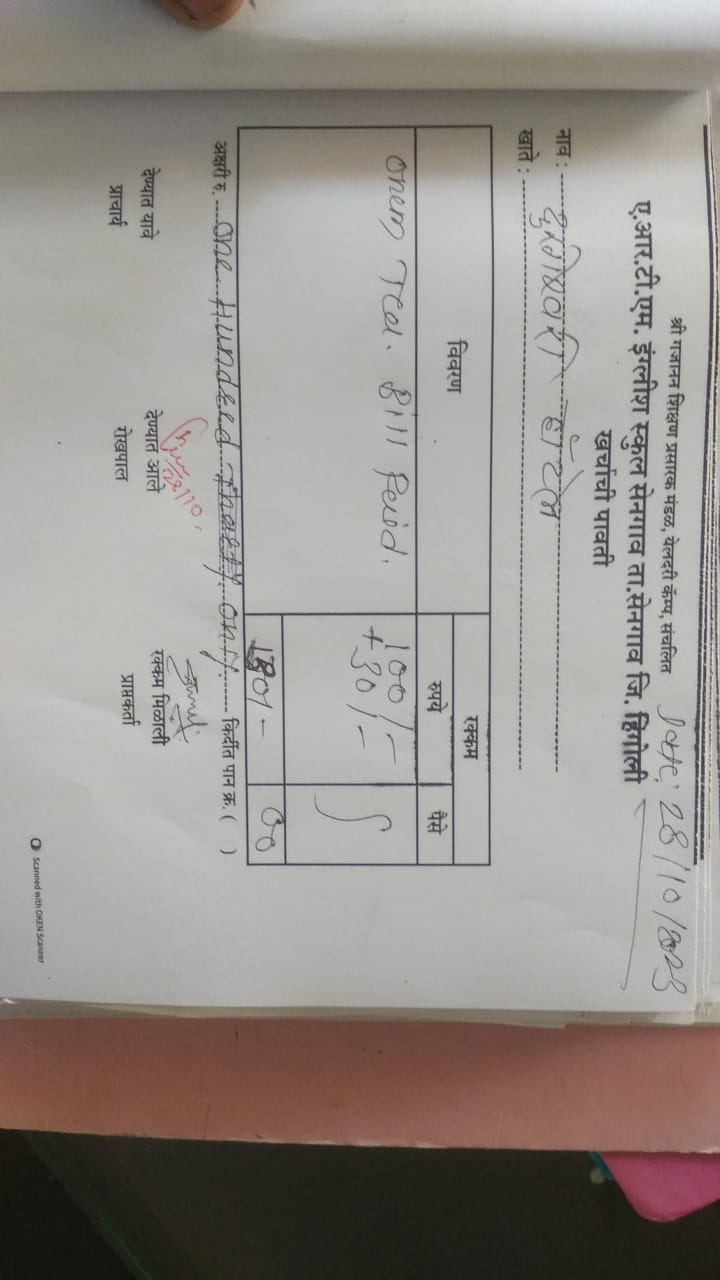 श्री गजानन शिक्षण प्रसारक मंडळ, येलदरी कॅम्प, संचलित
Date: 28/10/2023
ए.आर.टी.एम. इंग्लीश स्कुल सेनगाव ता.सेनगाव जि. हिंगोली
खर्चाची पावती
नाव : हॉटेल
खाते :
विवरण रक्कम
रुपये पैसे
Tea. Bill Paid. 100/=
+30/=
130/- 00
अक्षरी रु. One Hundred Thirty. Only. किर्दीत पान क्र. ( )
देण्यात यावे देण्यात आले रक्कम मिळाली
प्राचार्य रोखपाल प्राप्तकर्ता
Scanned with OKEN Scanner